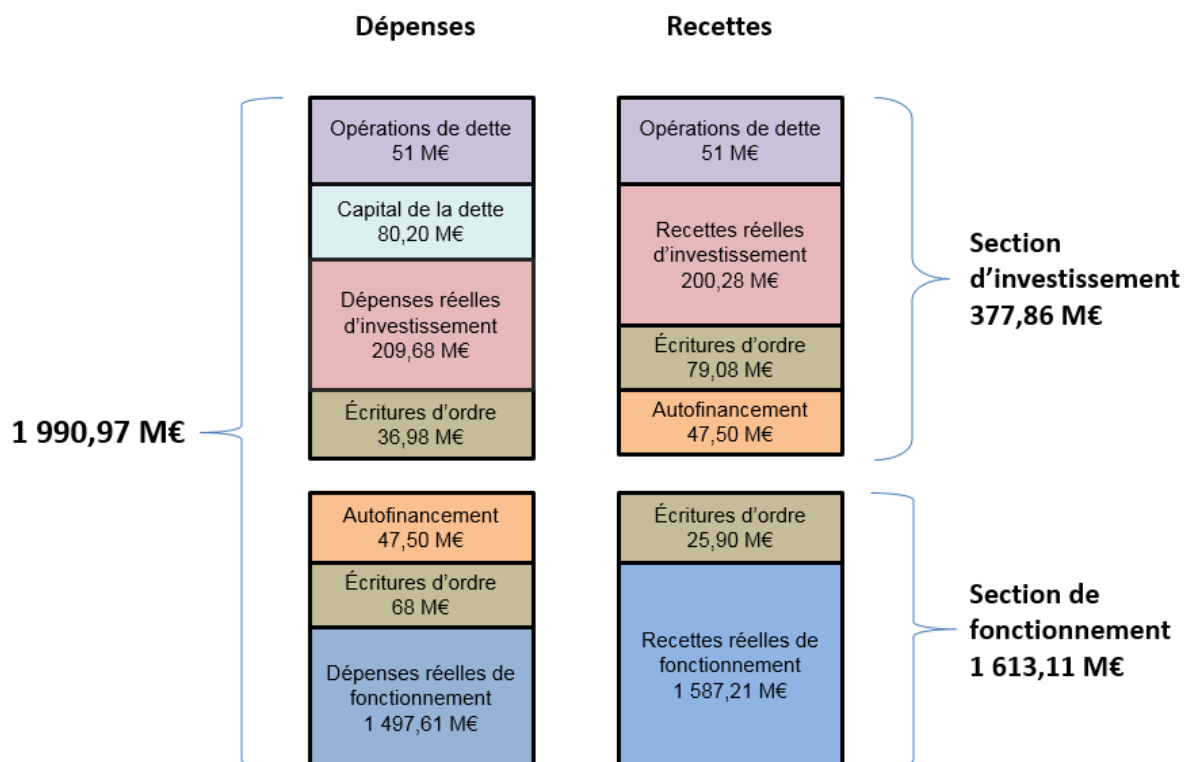 Dépenses
Recettes
Opérations de dette
51 M€
Capital de la dette
80,20 M€
Dépenses réelles
d’investissement
209,68 M€
Écritures d’ordre
36,98 M€
Opérations de dette
51 M€
Recettes réelles
d’investissement
200,28 M€
Écritures d’ordre
79,08 M€
Autofinancement
47,50 M€
Section
d’investissement
377,86 M€
1 990,97 M€
Autofinancement
47,50 M€
Écritures d’ordre
68 M€
Dépenses réelles de
fonctionnement
1 497,61 M€
Écritures d’ordre
25,90 M€
Recettes réelles de
fonctionnement
1 587,21 M€
Section de
fonctionnement
1 613,11 M€